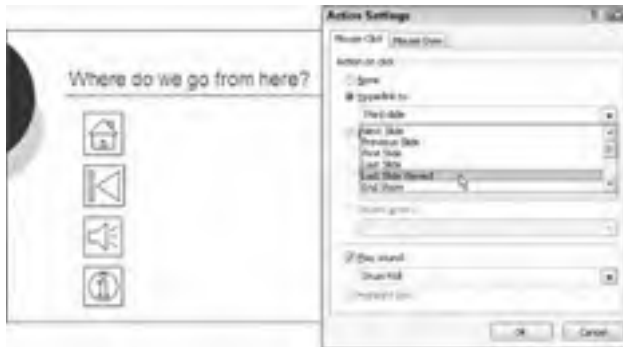 Action Settings
Mouse Click Mouse Over
Action on click
None
Hyperlink to:
Next Slide
Previous Slide
First Slide
Last Slide
Last Slide Viewed
End Show
Play sound:
Drum Roll
OK Cancel
Where do we go from here?